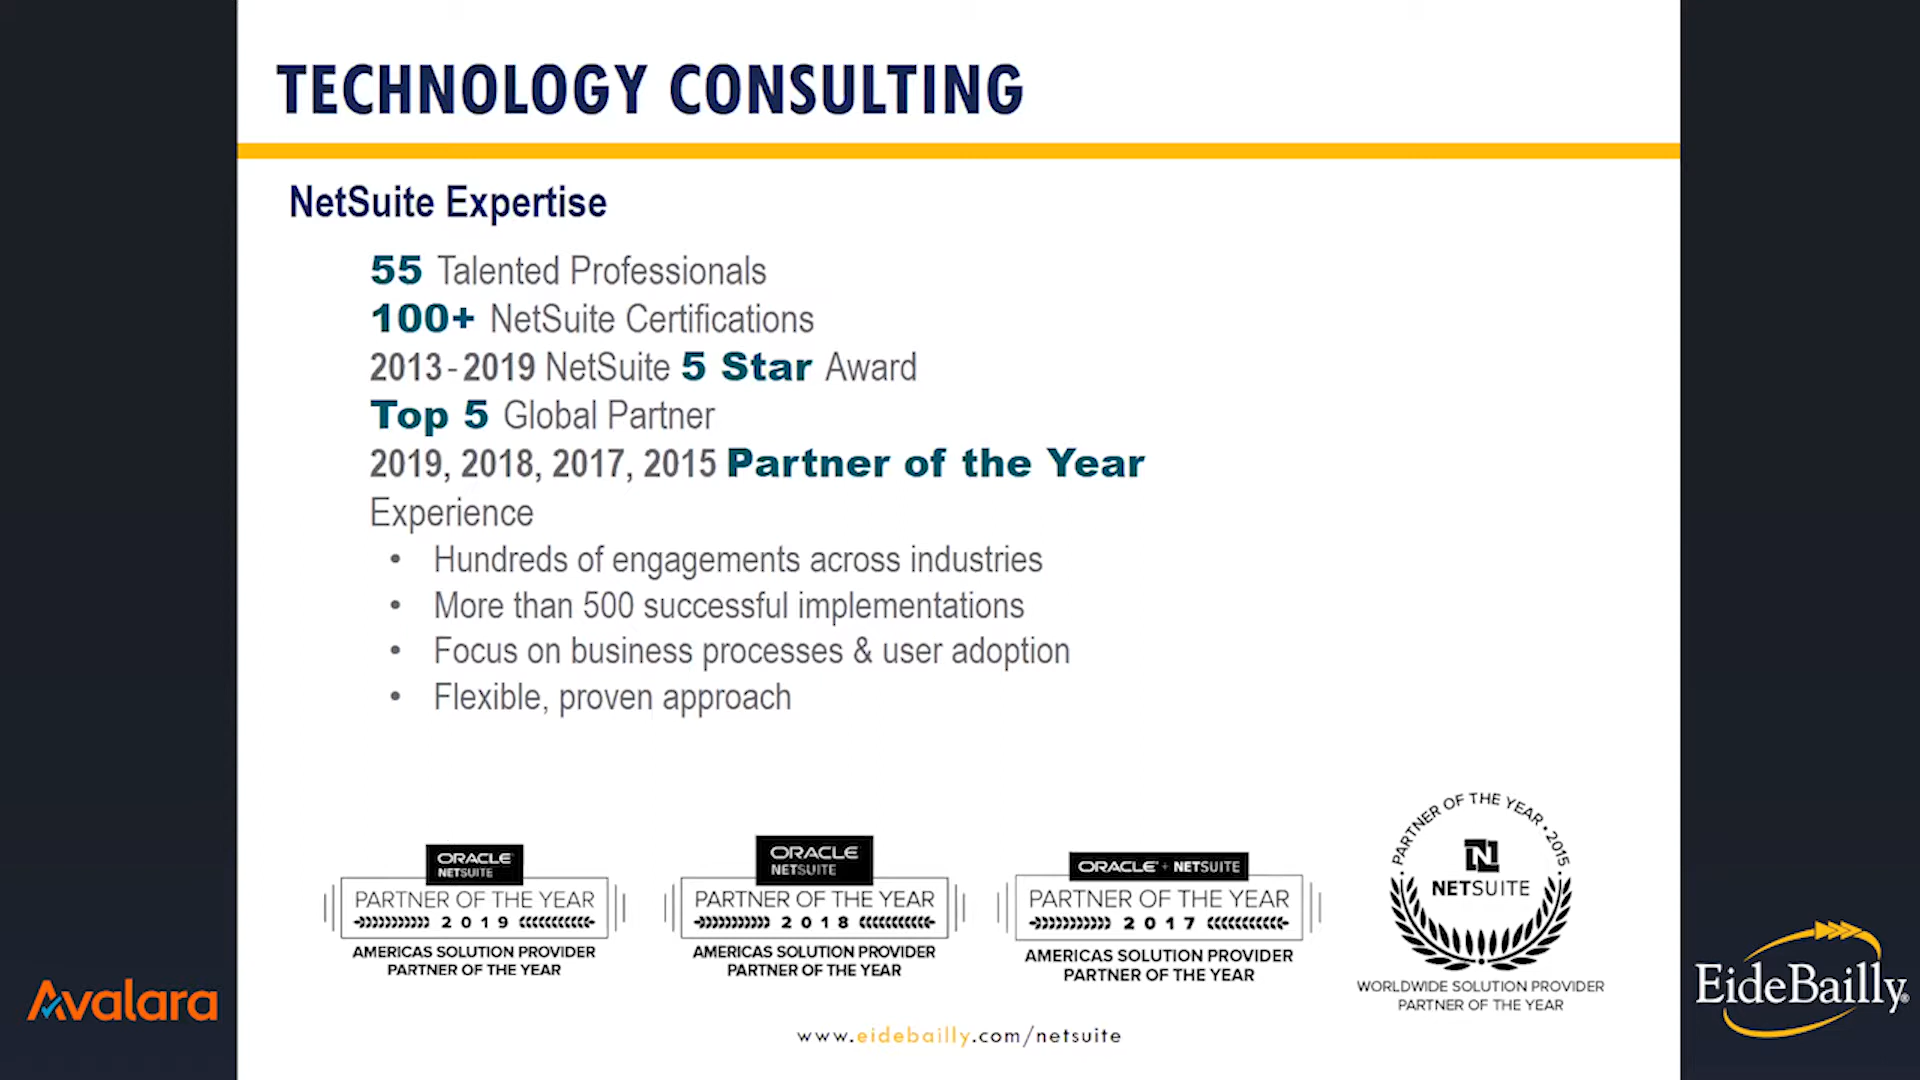 TECHNOLOGY CONSULTING
NetSuite Expertise
55 Talented Professionals
100+ NetSuite Certifications
2013-2019 NetSuite 5 Star Award
Top 5 Global Partner
2019, 2018, 2017, 2015 Partner of the Year
Experience
• Hundreds of engagements across industries
• More than 500 successful implementations
• Focus on business processes & user adoption
• Flexible, proven approach
ORACLE
NETSUITE
PARTNER OF THE YEAR
2019
AMERICAS SOLUTION PROVIDER
PARTNER OF THE YEAR
ORACLE
NETSUITE
PARTNER OF THE YEAR
2018
AMERICAS SOLUTION PROVIDER
PARTNER OF THE YEAR
ORACLE + NETSUITE
PARTNER OF THE YEAR
2017
AMERICAS SOLUTION PROVIDER
PARTNER OF THE YEAR
PARTNER OF THE YEAR • 2015
N
NETSUITE
WORLDWIDE SOLUTION PROVIDER
PARTNER OF THE YEAR
Avalara
www.eidebailly.com/netsuite
EideBailly®